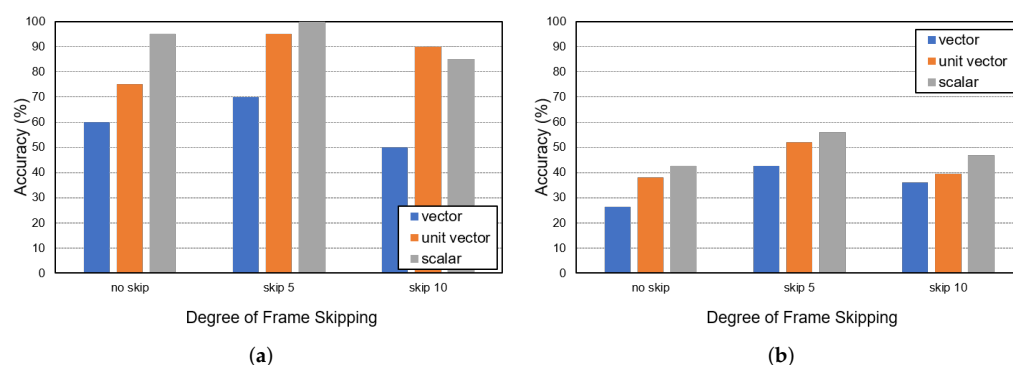 100
90
80
70
60
50
40
30
20
10
0
Accuracy (%)
vector
unit vector
scalar
no skip skip 5 skip 10
Degree of Frame Skipping
(a)
100
90
80
70
60
50
40
30
20
10
0
Accuracy (%)
vector
unit vector
scalar
no skip skip 5 skip 10
Degree of Frame Skipping
(b)